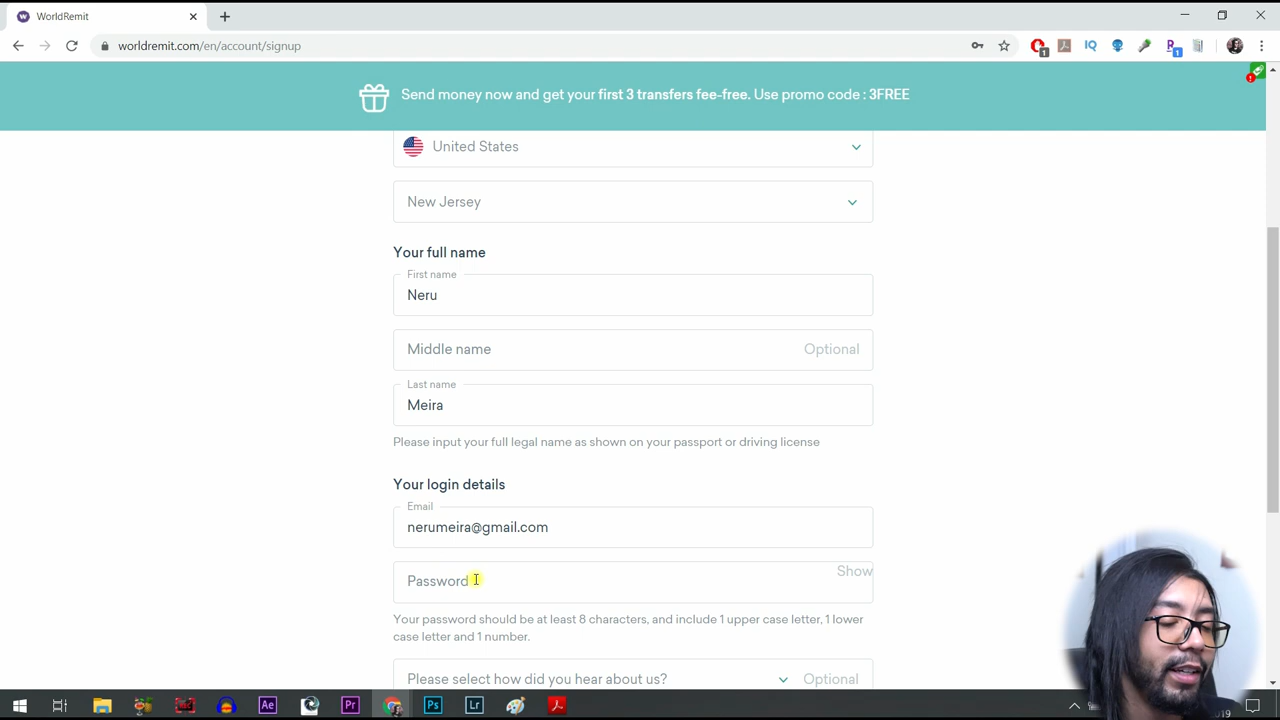 WorldRemit
worldremit.com/en/account/signup
Send money now and get your first 3 transfers fee-free. Use promo code : 3FREE
United States
New Jersey
Your full name
First name
Neru
Middle name
Optional
Last name
Meira
Please input your full legal name as shown on your passport or driving license
Your login details
Email
nerumeira@gmail.com
Password
Show
Your password should be at least 8 characters, and include 1 upper case letter, 1 lower
case letter and 1 number.
Please select how did you hear about us?
Optional